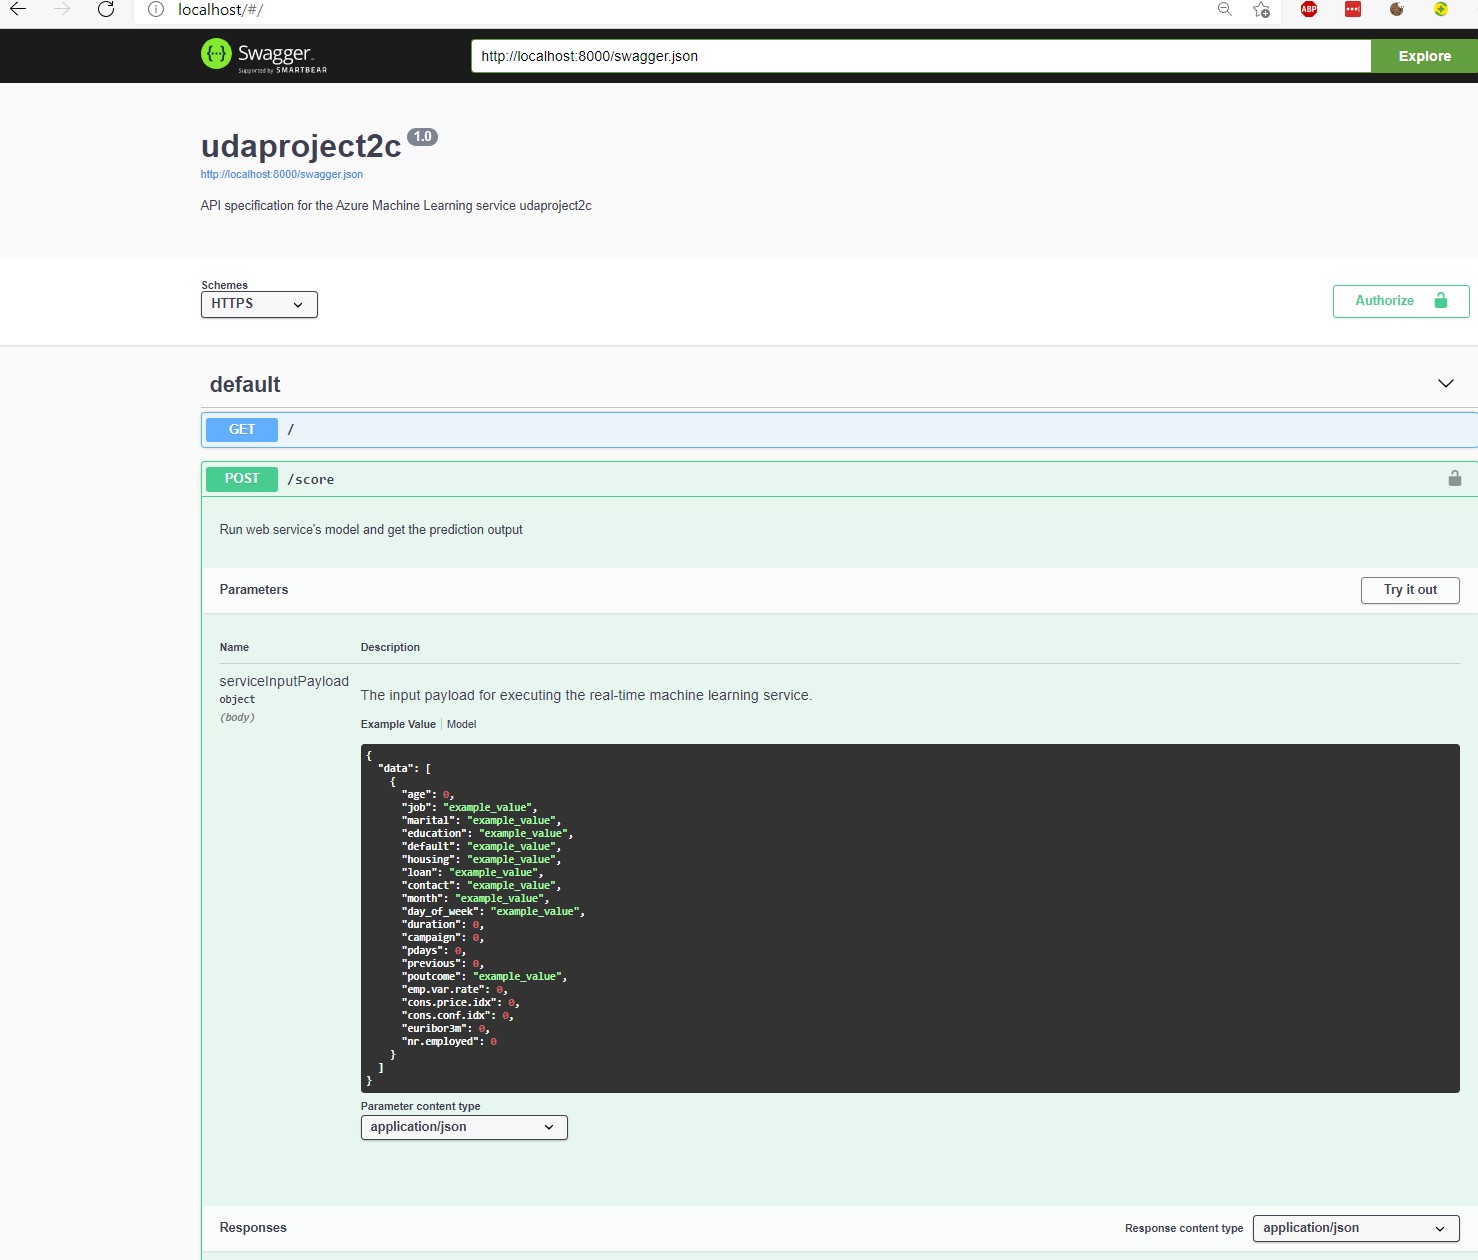 localhost/#/
ABP
Swagger
Supported by SMARTBEAR
http://localhost:8000/swagger.json
Explore
udaproject2c 1.0
http://localhost:8000/swagger.json
API specification for the Azure Machine Learning service udaproject2c
Schemes
HTTPS
Authorize
default
GET /
POST /score
Run web service's model and get the prediction output
Parameters
Try it out
Name Description
serviceInputPayload
object
(body)
The input payload for executing the real-time machine learning service.
Example Value | Model
{
  "data": [
    {
      "age": 0,
      "job": "example_value",
      "marital": "example_value",
      "education": "example_value",
      "default": "example_value",
      "housing": "example_value",
      "loan": "example_value",
      "contact": "example_value",
      "month": "example_value",
      "day_of_week": "example_value",
      "duration": 0,
      "campaign": 0,
      "pdays": 0,
      "previous": 0,
      "poutcome": "example_value",
      "emp.var.rate": 0,
      "cons.price.idx": 0,
      "cons.conf.idx": 0,
      "euribor3m": 0,
      "nr.employed": 0
    }
  ]
}
Parameter content type
application/json
Responses
Response content type application/json